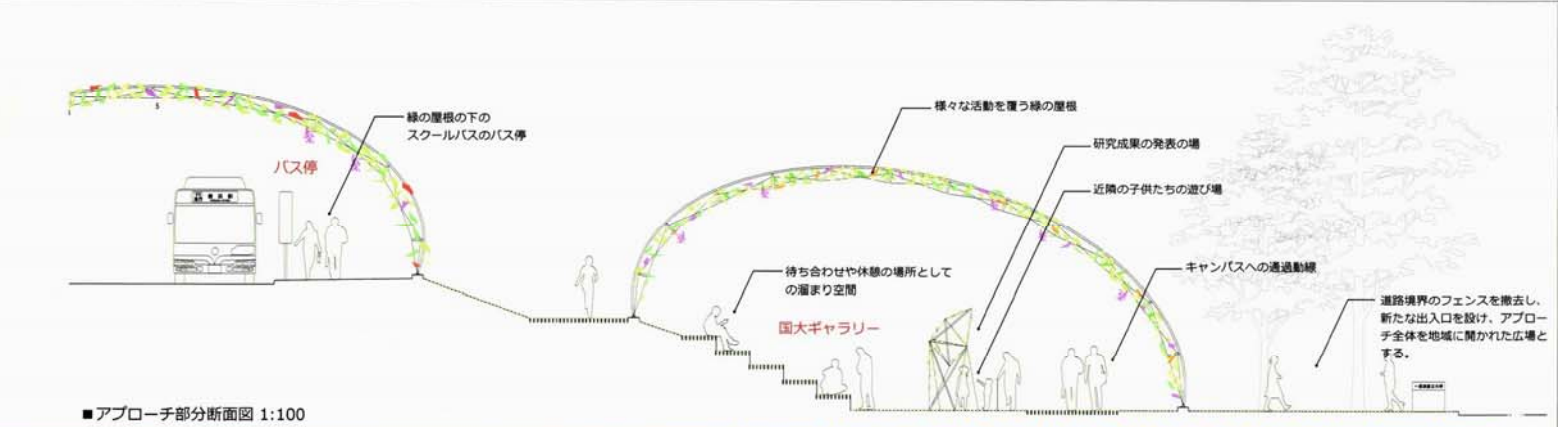 緑の屋根の下の
スクールバスのバス停
バス停
様々な活動を覆う緑の屋根
研究成果の発表の場
近隣の子供たちの遊び場
キャンパスへの通過動線
待ち合わせや休憩の場所として
の溜まり空間
国大ギャラリー
道路境界のフェンスを撤去し、
新たな出入口を設け、アプロー
チ全体を地域に開かれた広場と
する。
■アプローチ部分断面図 1:100